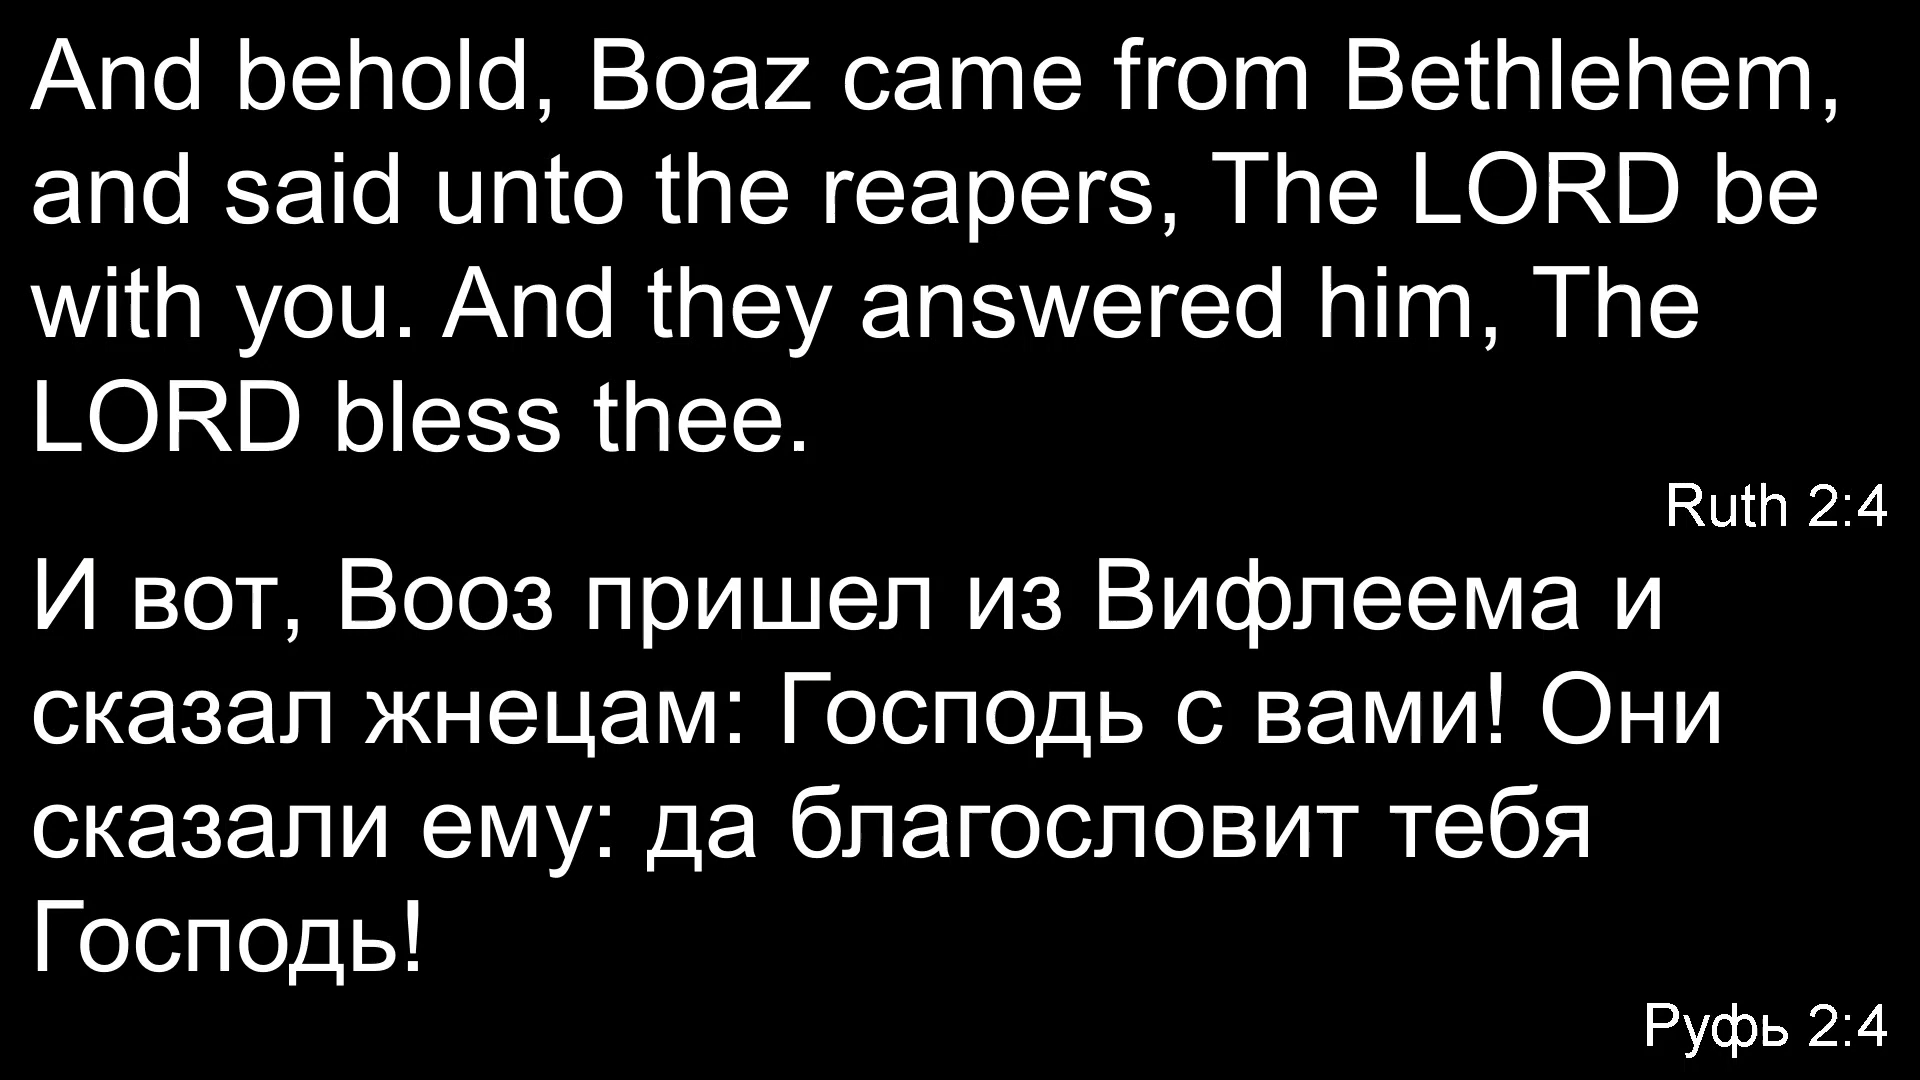 And behold, Boaz came from Bethlehem,
and said unto the reapers, The LORD be
with you. And they answered him, The
LORD bless thee.
Ruth 2:4
И вот, Вооз пришел из Вифлеема и
сказал жнецам: Господь с вами! Они
сказали ему: да благословит тебя
Господь!
Руфь 2:4